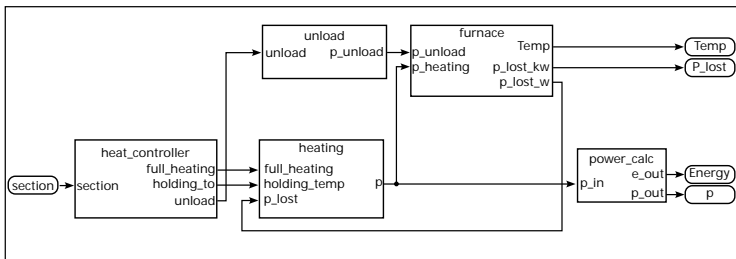 unload
unload p_unload
furnace
p_unload Temp
p_heating p_lost_kw
p_lost_w
Temp
P_lost
section
heat_controller
section full_heating
holding_to
unload
heating
full_heating
holding_temp p
p_lost
power_calc
p_in e_out
p_out
Energy
p